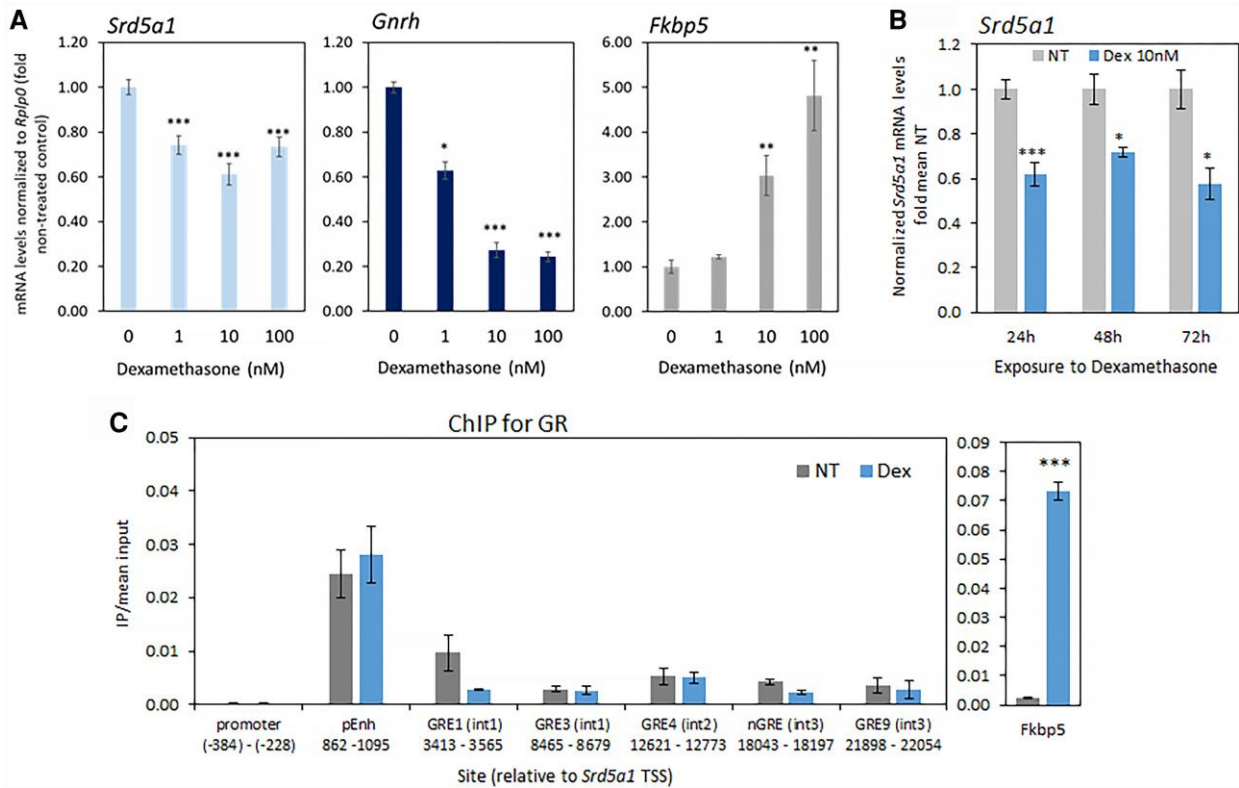 A
Srd5a1
Gnrh
Fkbp5
mRNA levels normalized to Rplp0 (fold
non-treated control)
1.20
1.00
0.80
0.60
0.40
0.20
0.00
***
***
***
0 1 10 100
Dexamethasone (nM)
1.20
1.00
0.80
0.60
0.40
0.20
0.00
*
***
***
0 1 10 100
Dexamethasone (nM)
6.00
5.00
4.00
3.00
2.00
1.00
0.00
**
**
0 1 10 100
Dexamethasone (nM)
B
Srd5a1
NT Dex 10nM
Normalized Srd5a1 mRNA levels
fold mean NT
1.2
1.0
0.8
0.6
0.4
0.2
0.0
***
*
*
24h 48h 72h
Exposure to Dexamethasone
C
ChIP for GR
NT Dex
IP/mean input
0.05
0.04
0.03
0.02
0.01
0.00
promoter pEnh GRE1 (int1) GRE3 (int1) GRE4 (int2) nGRE (int3) GRE9 (int3)
(-384) - (-228) 862 -1095 3413 - 3565 8465 - 8679 12621 - 12773 18043 - 18197 21898 - 22054
Site (relative to Srd5a1 TSS)
0.09
0.08
0.07
0.06
0.05
0.04
0.03
0.02
0.01
0.00
***
Fkbp5